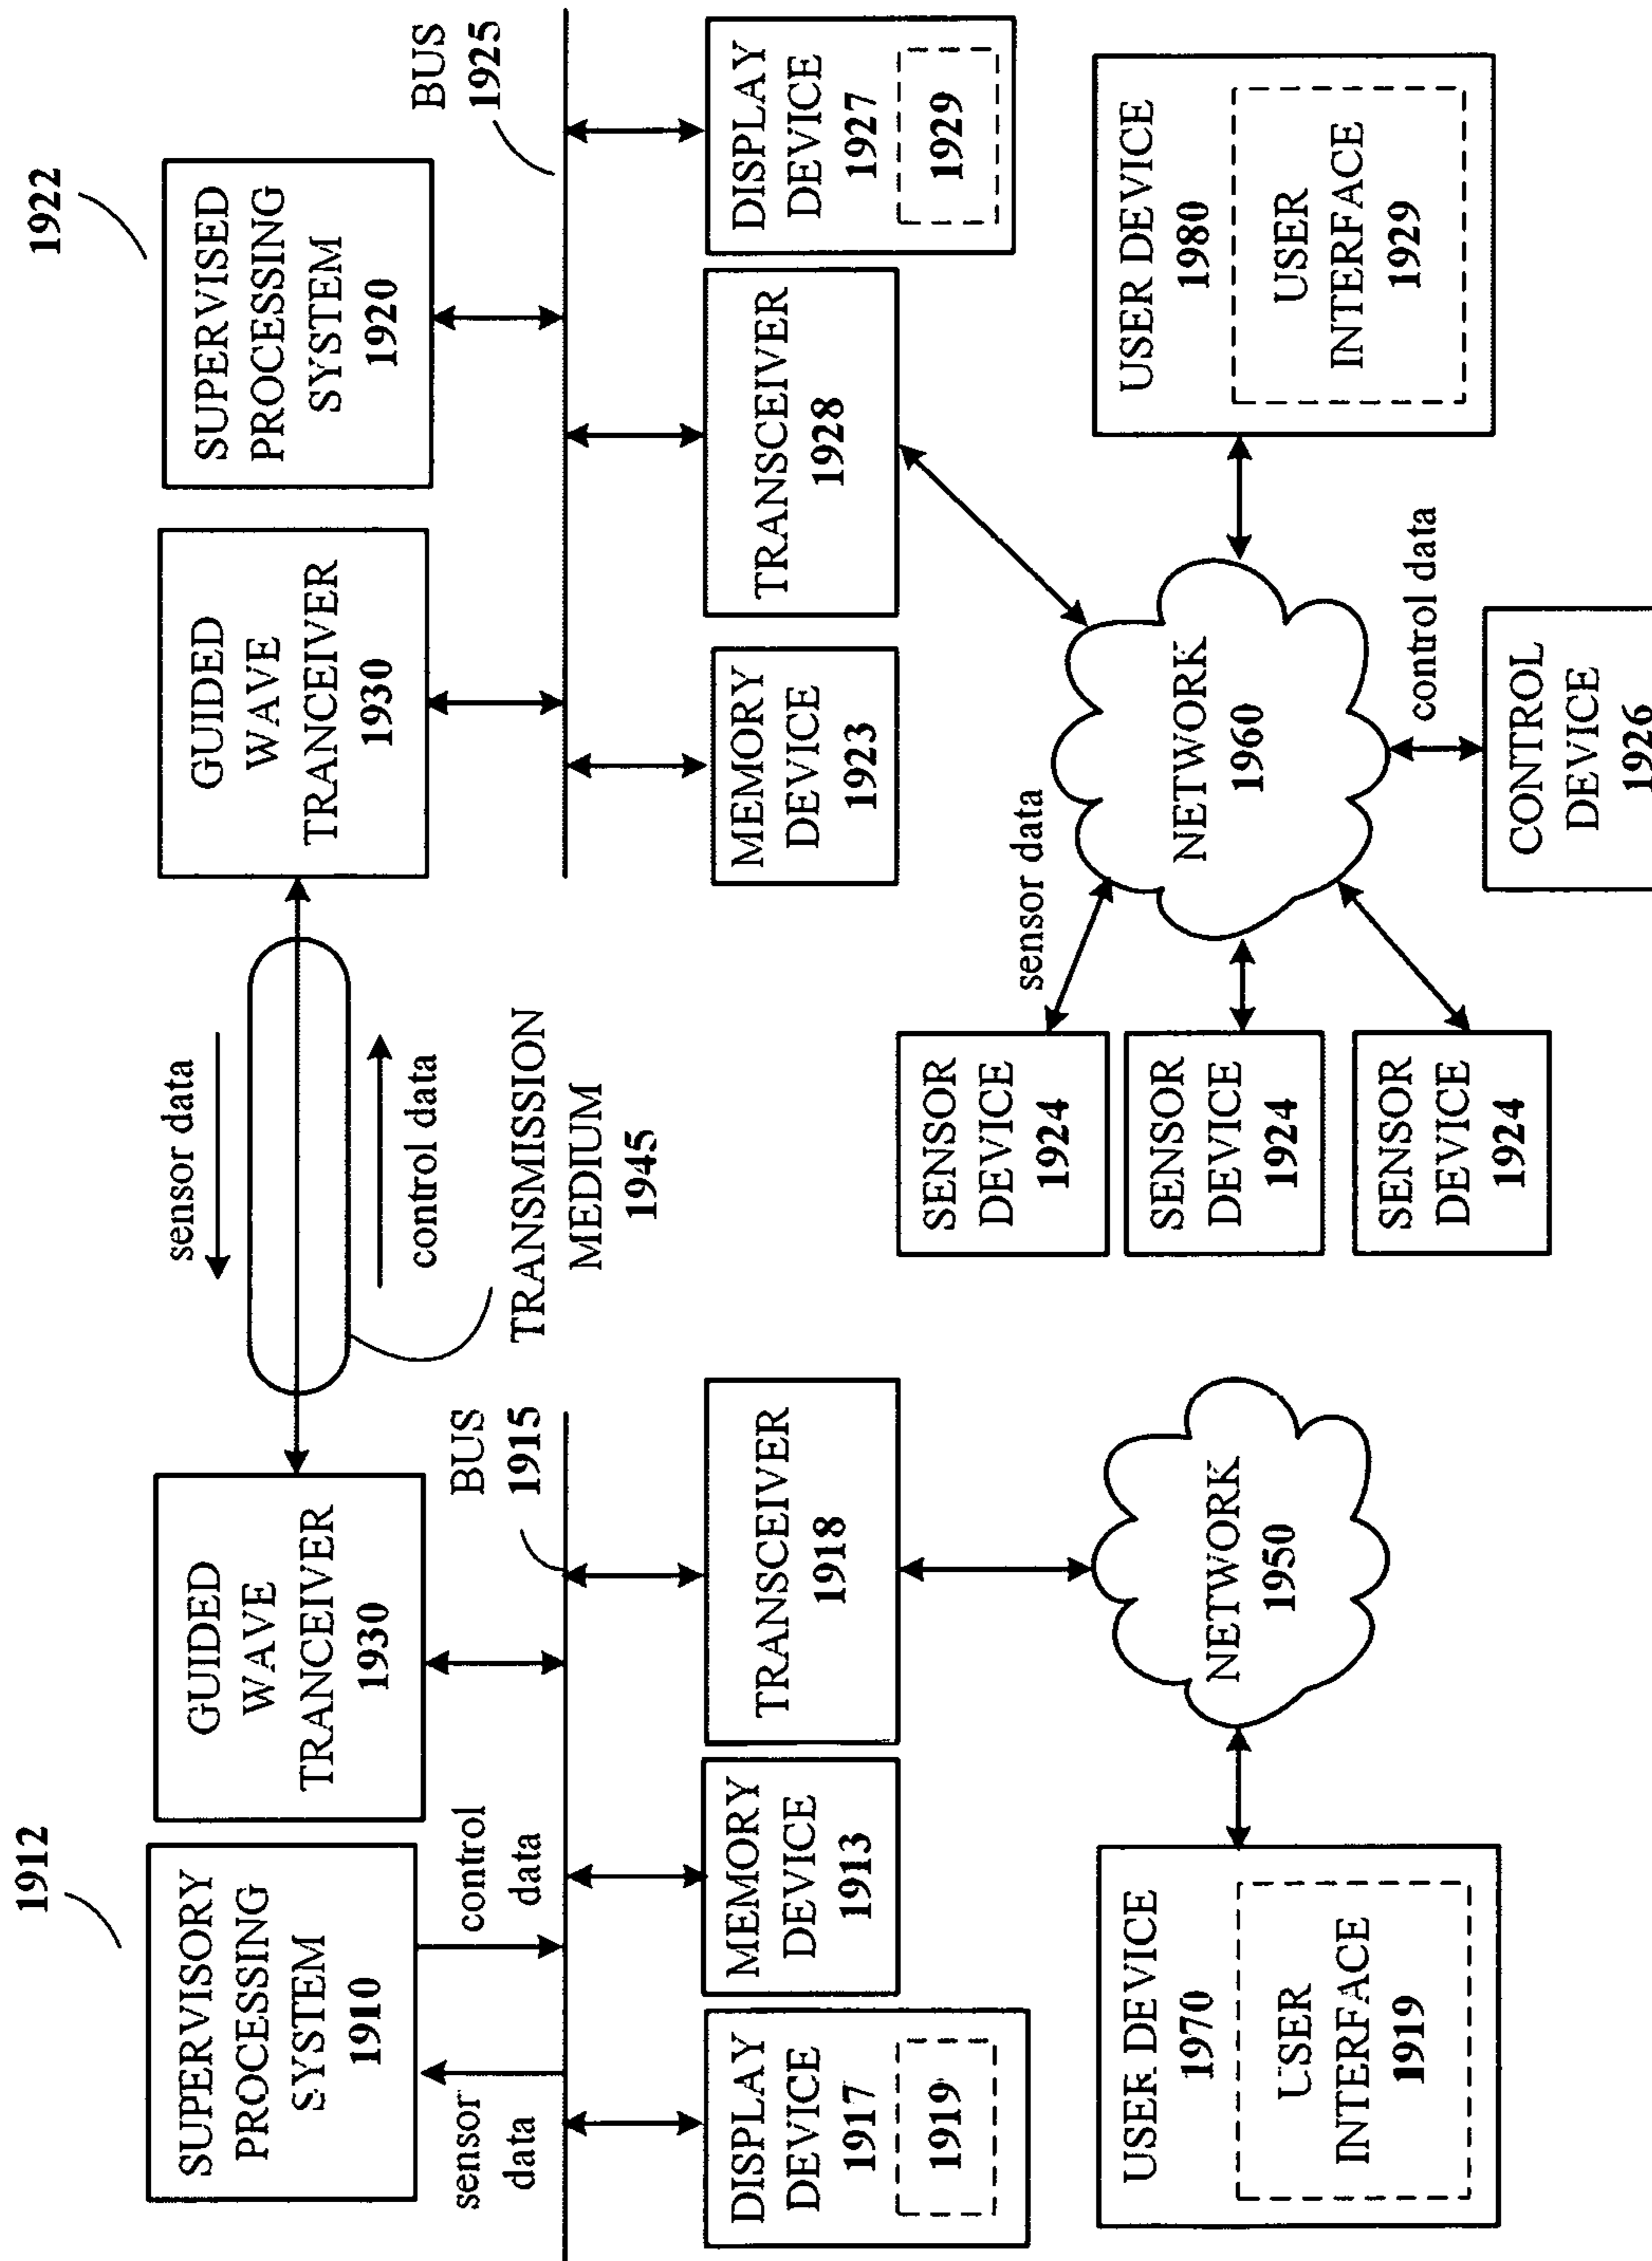 1912
SUPERVISORY
PROCESSING
SYSTEM
1910
GUIDED
WAVE
TRANCEIVER
1930
sensor data
control data
TRANSMISSION
MEDIUM
1945
GUIDED
WAVE
TRANCEIVER
1930
1922
SUPERVISED
PROCESSING
SYSTEM
1920
sensor
data
control
data
BUS
1915
BUS
1925
DISPLAY
DEVICE
1917
1919
MEMORY
DEVICE
1913
TRANSCEIVER
1918
MEMORY
DEVICE
1923
TRANSCEIVER
1928
DISPLAY
DEVICE
1927
1929
USER DEVICE
1970
USER
INTERFACE
1919
NETWORK
1950
SENSOR
DEVICE
1924
SENSOR
DEVICE
1924
SENSOR
DEVICE
1924
sensor data
NETWORK
1960
control data
CONTROL
DEVICE
1926
USER DEVICE
1980
USER
INTERFACE
1929